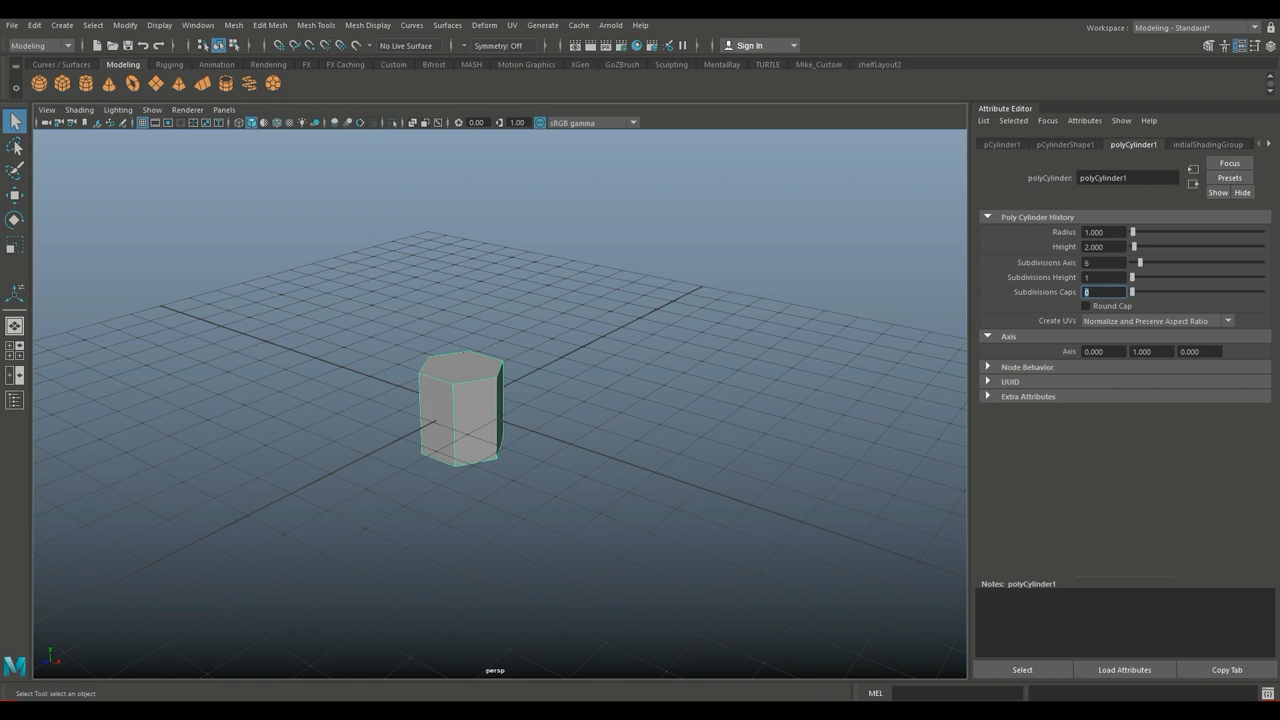 File Edit Create Select Modify Display Windows Mesh Edit Mesh Mesh Tools Mesh Display Curves Surfaces Deform UV Generate Cache Arnold Help
Workspace: Modeling - Standard*
Modeling No Live Surface Symmetry: Off Sign In
Curves / Surfaces Modeling Rigging Animation Rendering FX FX Caching Custom Bifrost MASH Motion Graphics XGen GoZBrush Sculpting MentalRay TURTLE Mike_Custom shelfLayout2
View Shading Lighting Show Renderer Panels
0.00 1.00 sRGB gamma
persp
Attribute Editor
List Selected Focus Attributes Show Help
pCylinder1 pCylinderShape1 polyCylinder1 initialShadingGroup
Focus
polyCylinder: polyCylinder1 Presets
Show Hide
Poly Cylinder History
Radius 1.000
Height 2.000
Subdivisions Axis 6
Subdivisions Height 1
Subdivisions Caps 0
Round Cap
Create UVs Normalize and Preserve Aspect Ratio
Axis
Axis 0.000 1.000 0.000
Node Behavior
UUID
Extra Attributes
Notes: polyCylinder1
Select Load Attributes Copy Tab
Select Tool: select an object MEL